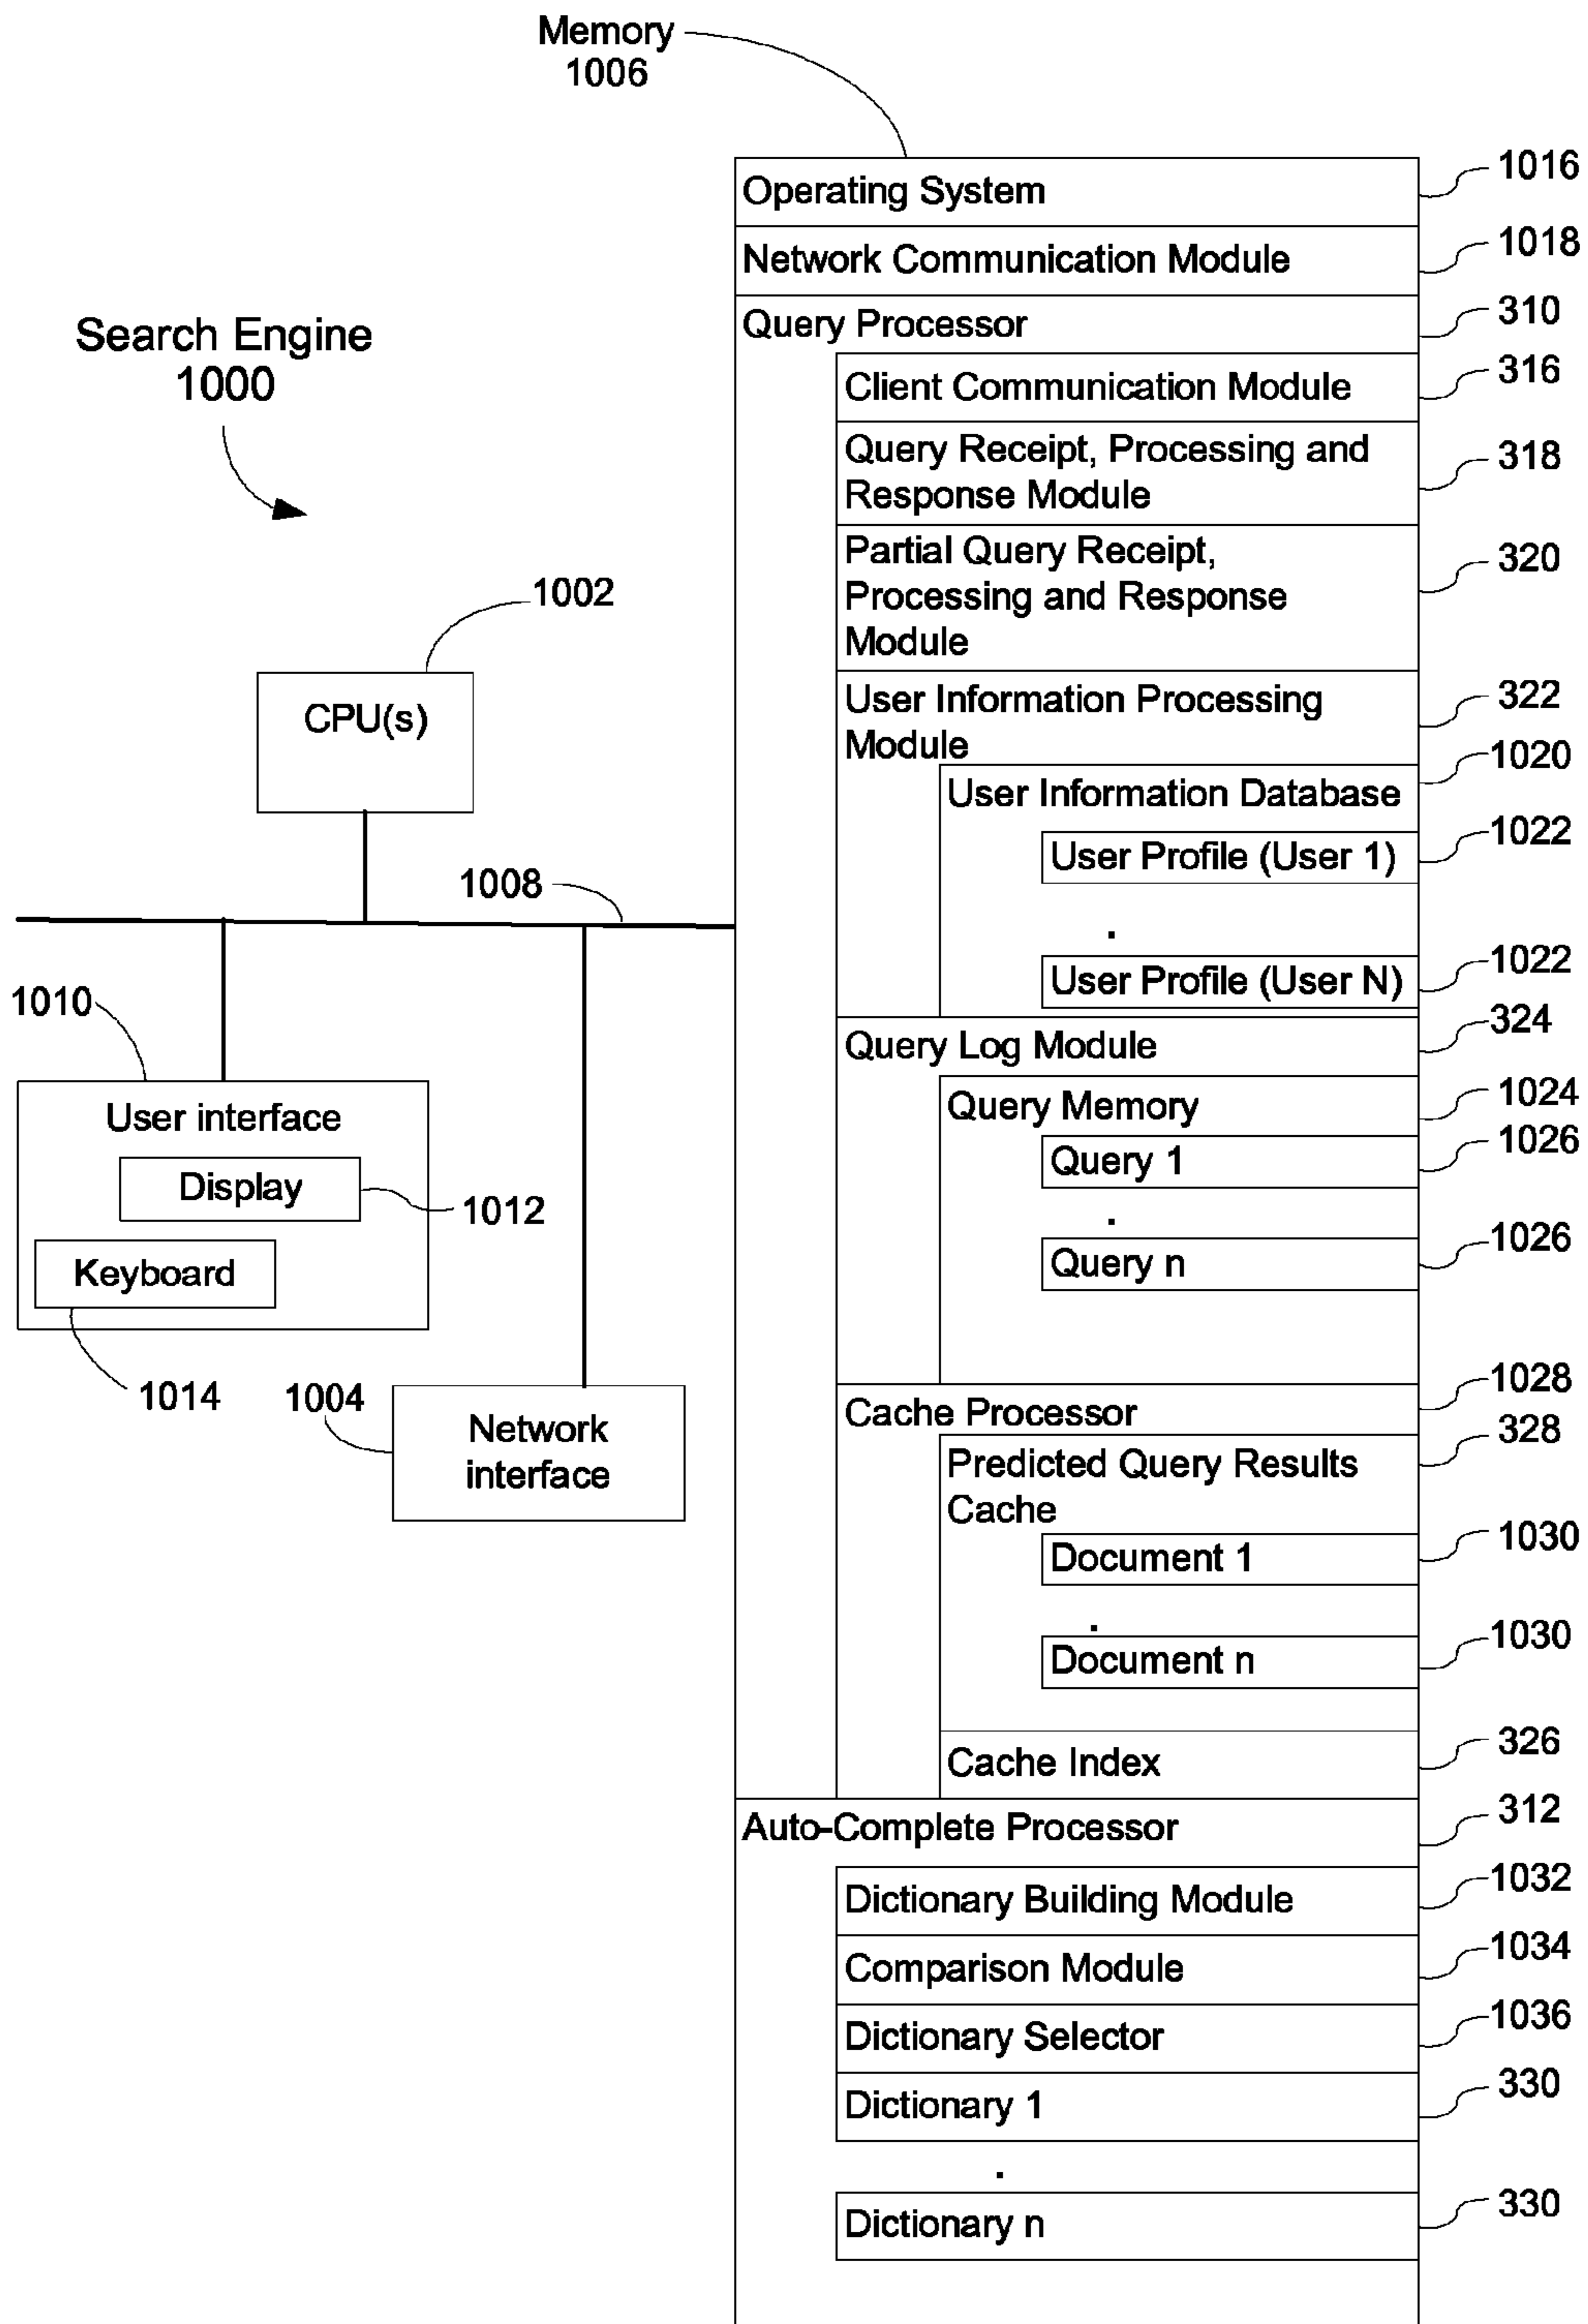 Memory
1006
Operating System
1016
Network Communication Module
1018
Query Processor
310
Client Communication Module
316
Query Receipt, Processing and
Response Module
318
Partial Query Receipt,
Processing and Response
Module
320
User Information Processing
Module
322
User Information Database
1020
User Profile (User 1)
1022
.
User Profile (User N)
1022
Query Log Module
324
Query Memory
1024
Query 1
1026
.
Query n
1026
Cache Processor
1028
Predicted Query Results
Cache
328
Document 1
1030
.
Document n
1030
Cache Index
326
Auto-Complete Processor
312
Dictionary Building Module
1032
Comparison Module
1034
Dictionary Selector
1036
Dictionary 1
330
.
Dictionary n
330
Search Engine
1000
1002
CPU(s)
1008
1010
User interface
Display
1012
Keyboard
1014
1004
Network
interface